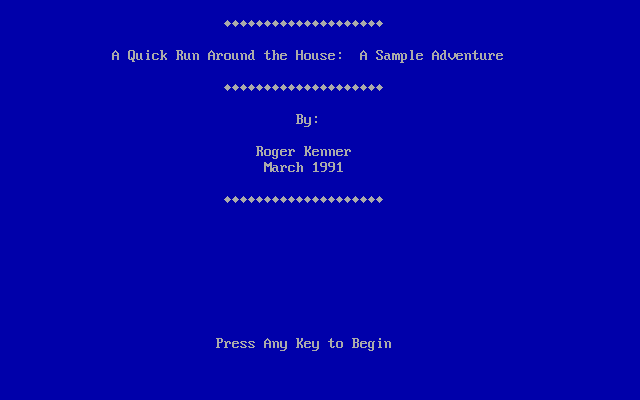 ♦♦♦♦♦♦♦♦♦♦♦♦♦♦♦♦♦♦♦♦
A Quick Run Around the House:  A Sample Adventure
♦♦♦♦♦♦♦♦♦♦♦♦♦♦♦♦♦♦♦♦
By:
Roger Kenner
March 1991
♦♦♦♦♦♦♦♦♦♦♦♦♦♦♦♦♦♦♦♦
Press Any Key to Begin